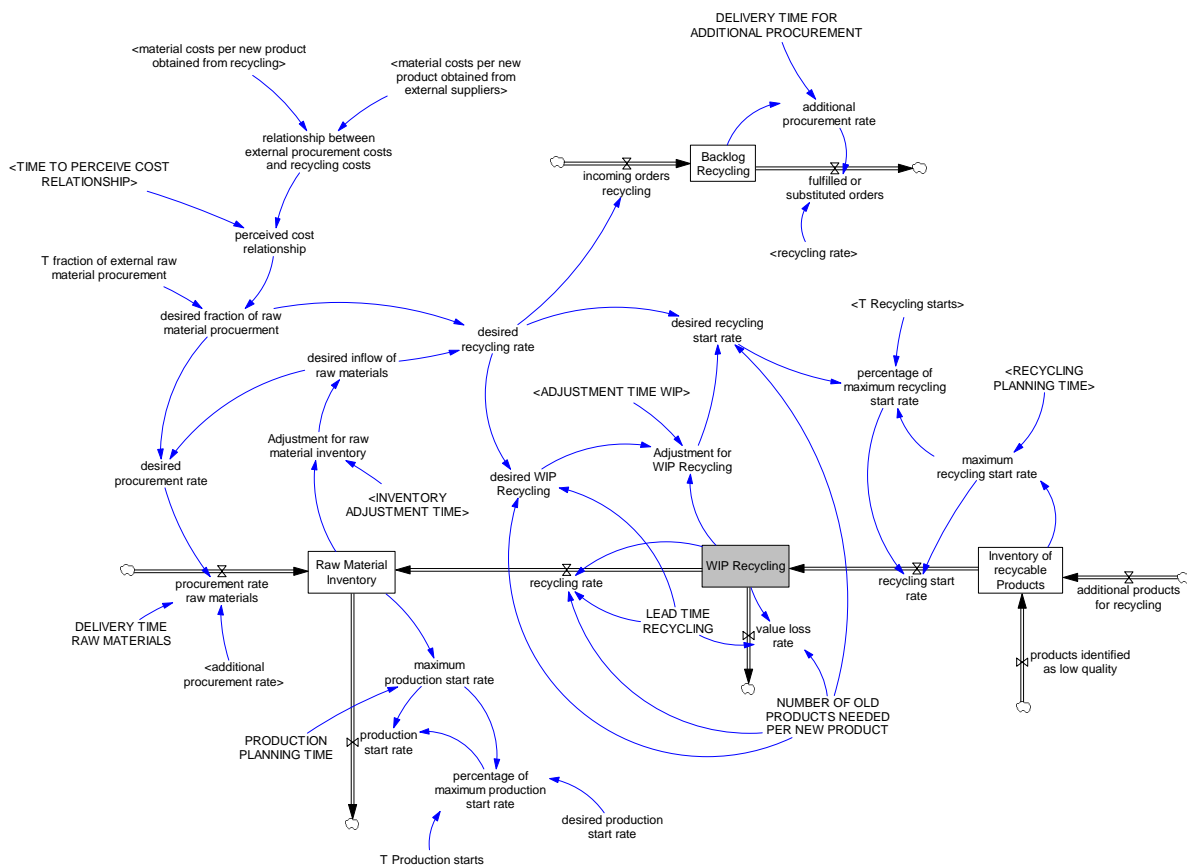 DELIVERY TIME FOR
ADDITIONAL PROCUREMENT
<material costs per new product
obtained from recycling>
<material costs per new
product obtained from
external suppliers>
additional
procurement rate
relationship between
external procurement costs
and recycling costs
<TIME TO PERCEIVE COST
RELATIONSHIP>
Backlog
Recycling
incoming orders
recycling
fulfilled or
substituted orders
perceived cost
relationship
<recycling rate>
T fraction of external raw
material procurement
desired fraction of raw
material procuerment
<T Recycling starts>
desired
recycling rate
desired recycling
start rate
desired inflow of
raw materials
percentage of
maximum recycling
start rate
<RECYCLING
PLANNING TIME>
<ADJUSTMENT TIME WIP>
Adjustment for raw
material inventory
Adjustment for
WIP Recycling
desired
procurement rate
desired WIP
Recycling
maximum
recycling start rate
<INVENTORY
ADJUSTMENT TIME>
Raw Material
Inventory
WIP Recycling
Inventory of
recycable
Products
procurement rate
raw materials
recycling rate
recycling start
rate
additional products
for recycling
DELIVERY TIME
RAW MATERIALS
LEAD TIME
RECYCLING
value loss
rate
<additional
procurement rate>
maximum
production start rate
products identified
as low quality
NUMBER OF OLD
PRODUCTS NEEDED
PER NEW PRODUCT
PRODUCTION
PLANNING TIME
production
start rate
percentage of
maximum production
start rate
desired production
start rate
T Production starts